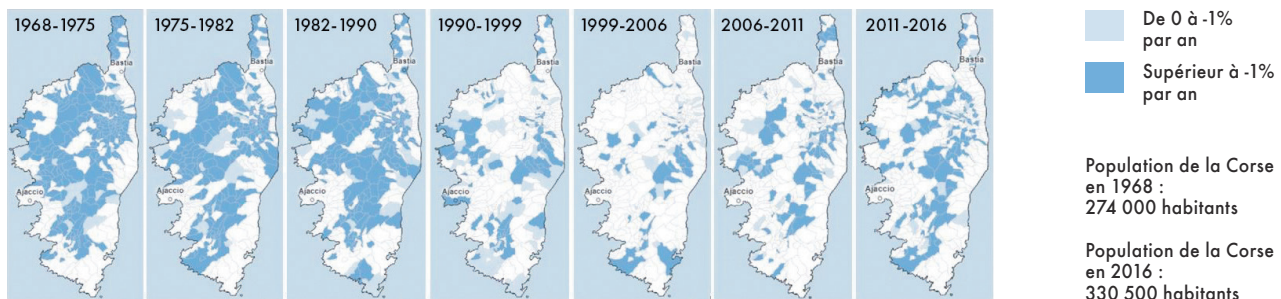 1968-1975
Bastia
Ajaccio
1975-1982
Bastia
Ajaccio
1982-1990
Bastia
Ajaccio
1990-1999
Bastia
Ajaccio
1999-2006
Bastia
Ajaccio
2006-2011
Bastia
Ajaccio
2011-2016
Bastia
Ajaccio
De 0 à -1%
par an
Supérieur à -1%
par an
Population de la Corse
en 1968 :
274 000 habitants
Population de la Corse
en 2016 :
330 500 habitants